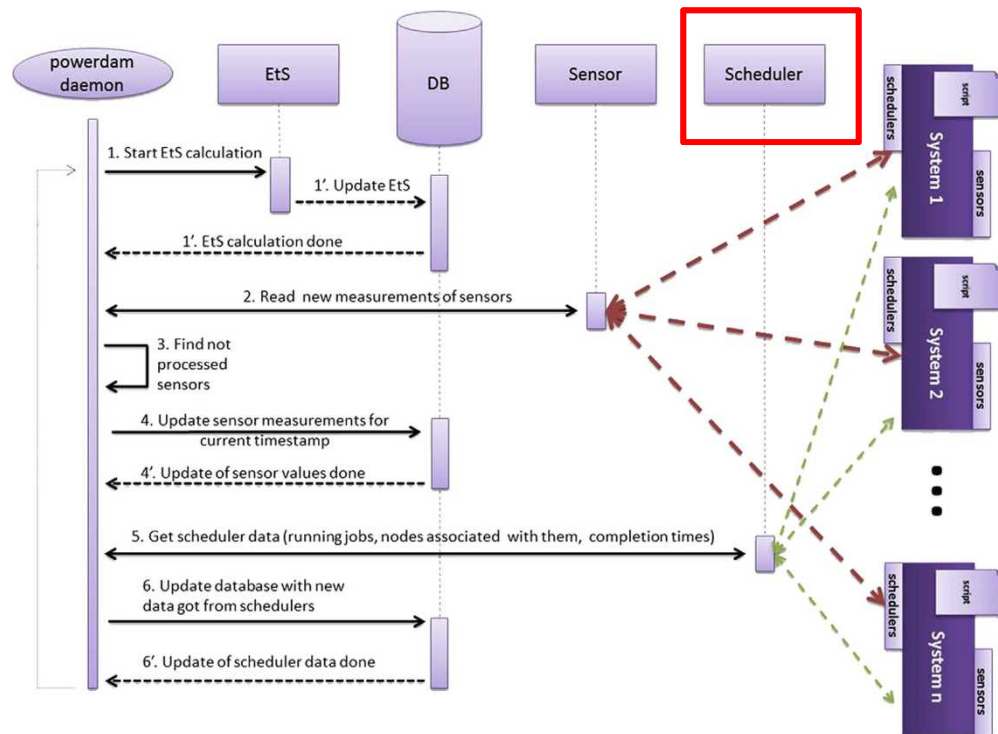 powerdam
daemon
EtS
DB
Sensor
Scheduler
1. Start EtS calculation
1'. Update EtS
1'. EtS calculation done
2. Read new measurements of sensors
3. Find not
processed
sensors
4. Update sensor measurements for
current timestamp
4'. Update of sensor values done
5. Get scheduler data (running jobs, nodes associated with them, completion times)
6. Update database with new
data got from schedulers
6'. Update of scheduler data done
schedulers
script
System 1
sensors
schedulers
script
System 2
sensors
schedulers
script
System n
sensors